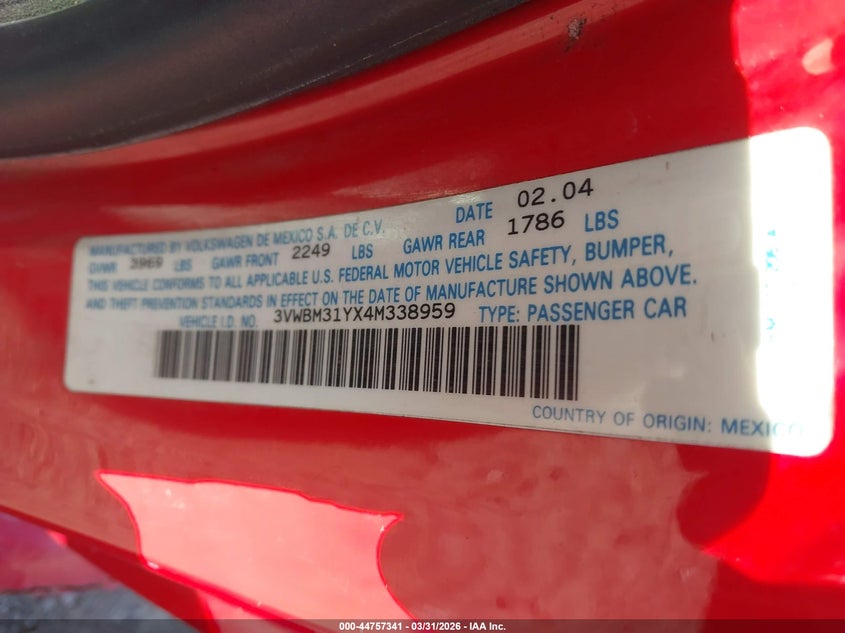 MANUFACTURED BY VOLKSWAGEN DE MEXICO S.A. DE C.V. DATE 02.04
GVWR 3969 LBS GAWR FRONT 2249 LBS GAWR REAR 1786 LBS
THIS VEHICLE CONFORMS TO ALL APPLICABLE U.S. FEDERAL MOTOR VEHICLE SAFETY, BUMPER,
AND THEFT PREVENTION STANDARDS IN EFFECT ON THE DATE OF MANUFACTURE SHOWN ABOVE.
VEHICLE I.D. NO. 3VWBM31YX4M338959 TYPE: PASSENGER CAR
COUNTRY OF ORIGIN: MEXICO
000-44757341 - 03/31/2026 - IAA Inc.